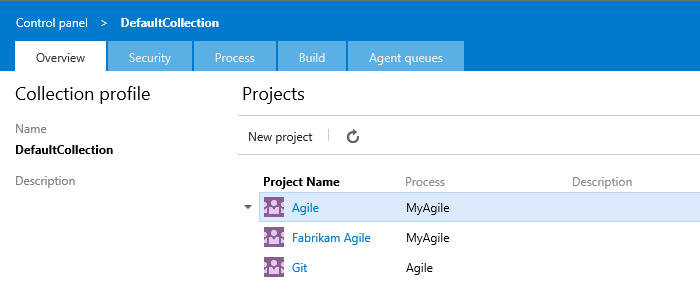 Control panel > DefaultCollection
Overview Security Process Build Agent queues
Collection profile Projects
Name
New project
DefaultCollection
Description
Project Name Process Description
Agile MyAgile
Fabrikam Agile MyAgile
Git Agile